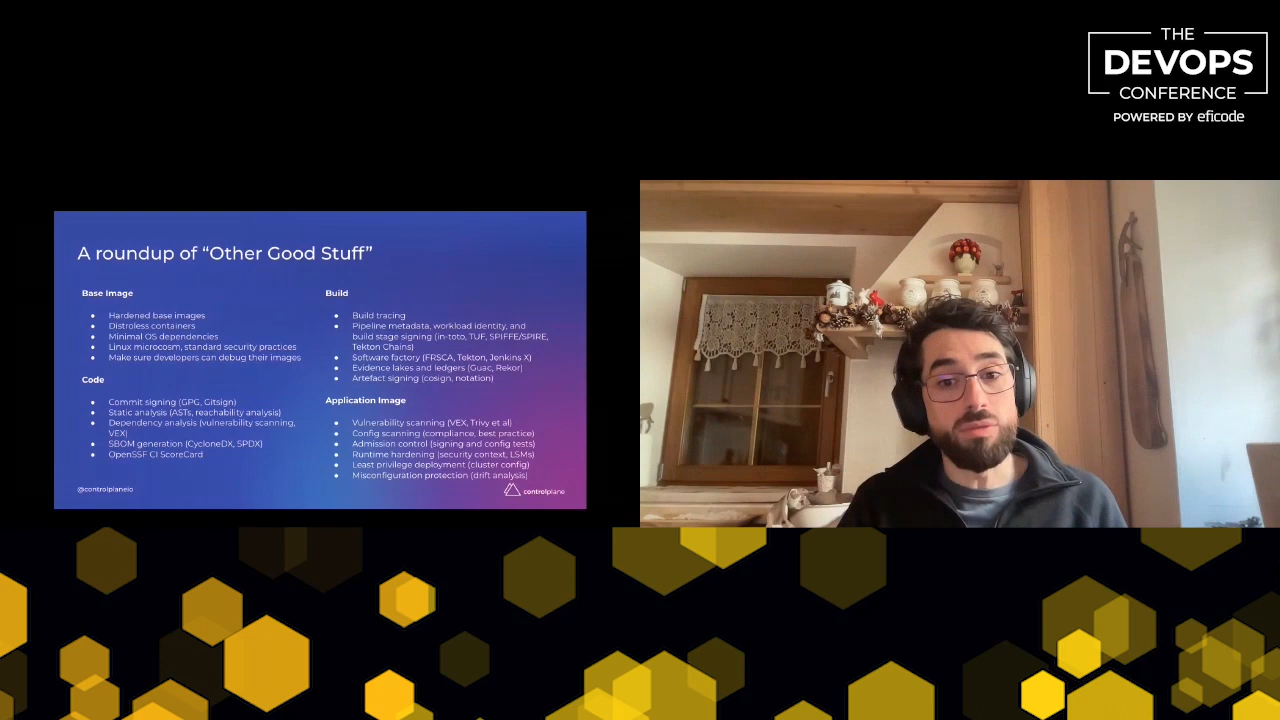 THE
DEVOPS
CONFERENCE
POWERED BY eficode
A roundup of “Other Good Stuff”
Base Image
● Hardened base images
● Distroless containers
● Minimal OS dependencies
● Linux microcosm, standard security practices
● Make sure developers can debug their images
Code
● Commit signing (GPG, Gitsign)
● Static analysis (ASTs, reachability analysis)
● Dependency analysis (vulnerability scanning,
VEX)
● SBOM generation (CycloneDX, SPDX)
● OpenSSF CI ScoreCard
Build
● Build tracing
● Pipeline metadata, workload identity, and
build stage signing (in-toto, TUF, SPIFFE/SPIRE,
Tekton Chains)
● Software factory (FRSCA, Tekton, Jenkins X)
● Evidence lakes and ledgers (Guac, Rekor)
● Artefact signing (cosign, notation)
Application Image
● Vulnerability scanning (VEX, Trivy et al)
● Config scanning (compliance, best practice)
● Admission control (signing and config tests)
● Runtime hardening (security context, LSMs)
● Least privilege deployment (cluster config)
● Misconfiguration protection (drift analysis)
@controlplaneio
controlplane